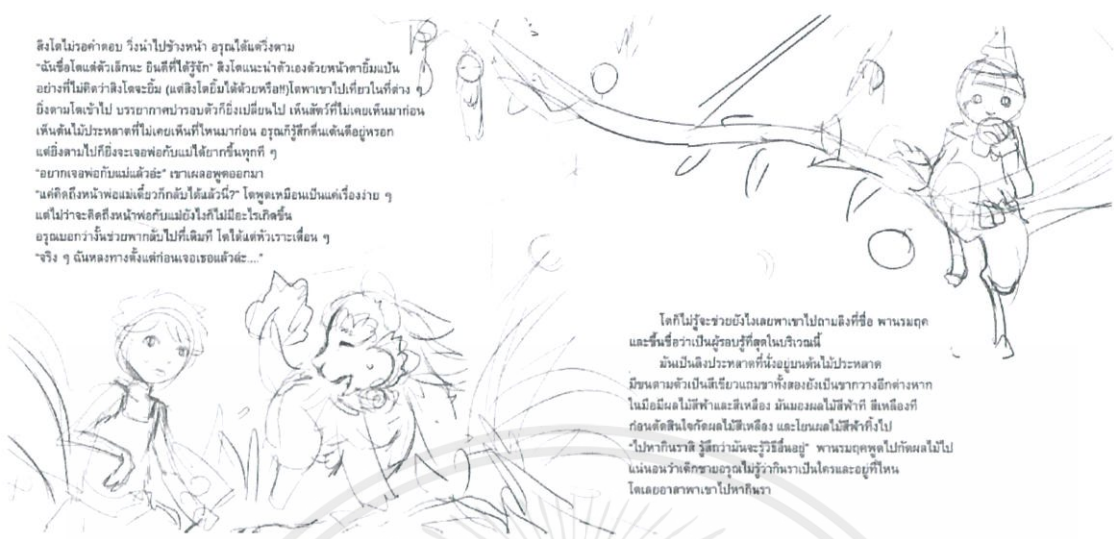 สิงโตไม่รอคำตอบ วิ่งนำไปข้างหน้า อรุณได้แต่วิ่งตาม
"ฉันชื่อโตแต่ตัวเล็กนะ ยินดีที่ได้รู้จัก" สิงโตแนะนำตัวเองด้วยหน้าตายิ้มแป้น
อย่างที่ไม่คิดว่าสิงโตจะยิ้ม (แต่สิงโตยิ้มได้ด้วยหรือ!!)โตพาเขาไปเที่ยวในที่ต่าง ๆ
ยิ่งตามโตเข้าไป บรรยากาศป่ารอบตัวก็ยิ่งเปลี่ยนไป เห็นสัตว์ที่ไม่เคยเห็นมาก่อน
เห็นต้นไม้ประหลาดที่ไม่เคยเห็นที่ไหนมาก่อน อรุณก็รู้สึกตื่นเต้นดีอยู่หรอก
แต่ยิ่งตามไปก็ยิ่งจะเจอพ่อกับแม่ได้ยากขึ้นทุกที ๆ
"อยากเจอพ่อกับแม่แล้วอ่ะ" เขาเผลอพูดออกมา
"แค่คิดถึงหน้าพ่อแม่เดี๋ยวก็กลับได้แล้วนี่?" โตพูดเหมือนเป็นแค่เรื่องง่าย ๆ
แต่ไม่ว่าจะคิดถึงหน้าพ่อกับแม่ยังไงก็ไม่มีอะไรเกิดขึ้น
อรุณบอกว่างั้นช่วยพากลับไปที่เดิมที โตได้แต่หัวเราะเฝื่อน ๆ
"จริง ๆ ฉันหลงทางตั้งแต่ก่อนเจอเธอแล้วล่ะ...."
โตก็ไม่รู้จะช่วยยังไงเลยพาเขาไปถามลิงที่ชื่อ พานรมฤค
และขึ้นชื่อว่าเป็นผู้รอบรู้ที่สุดในบริเวณนี้
มันเป็นลิงประหลาดที่นั่งอยู่บนต้นไม้ประหลาด
มีขนตามตัวเป็นสีเขียวแถมขาทั้งสองยังเป็นขากวางอีกต่างหาก
ในมือมีผลไม้สีฟ้าและสีเหลือง มันมองผลไม้สีฟ้าที สีเหลืองที
ก่อนตัดสินใจกัดผลไม้สีเหลือง และโยนผลไม้สีฟ้าทิ้งไป
"ไปหากินราสิ รู้สึกว่ามันจะรู้วิธีอื่นอยู่" พานรมฤคพูดไปกัดผลไม้ไป
แน่นอนว่าเด็กชายอรุณไม่รู้ว่ากินราเป็นใครและอยู่ที่ไหน
โตเลยอาสาพาเขาไปหากินรา